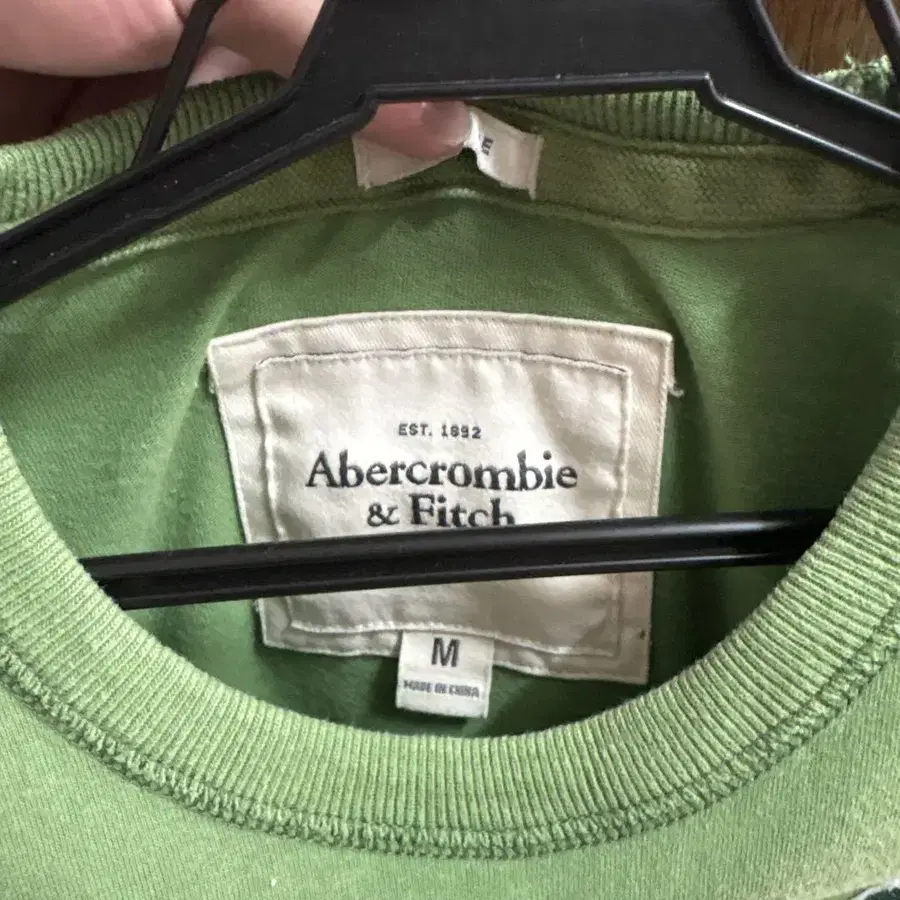 EST. 1892
Abercrombie
& Fitch
M
MADE IN CHINA